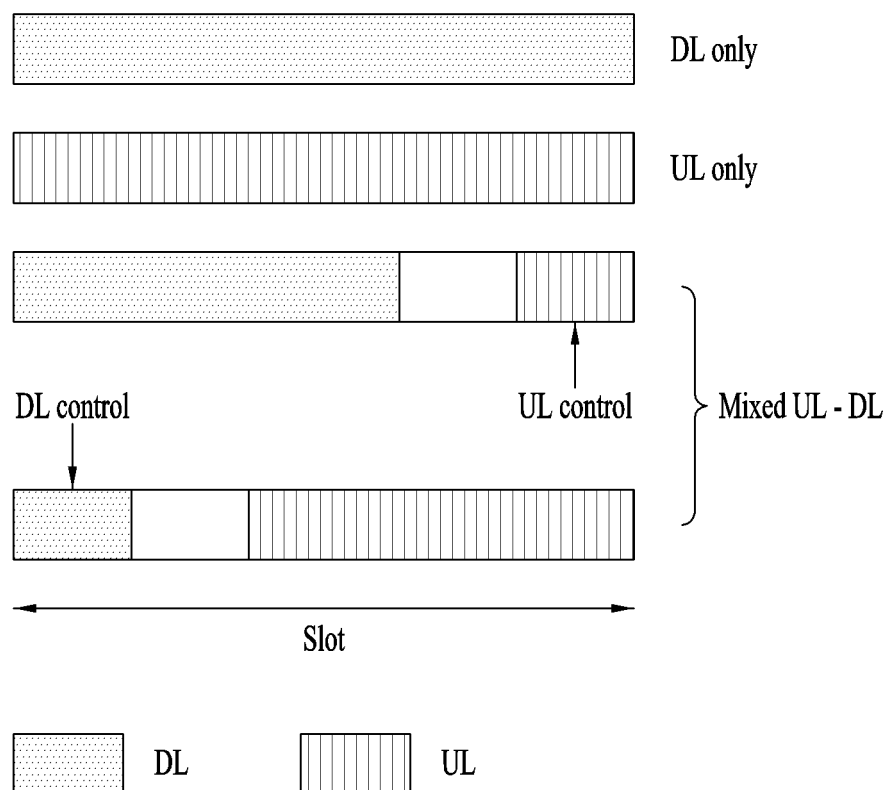 DL only
UL only
DL control
UL control
Mixed UL - DL
Slot
DL
UL